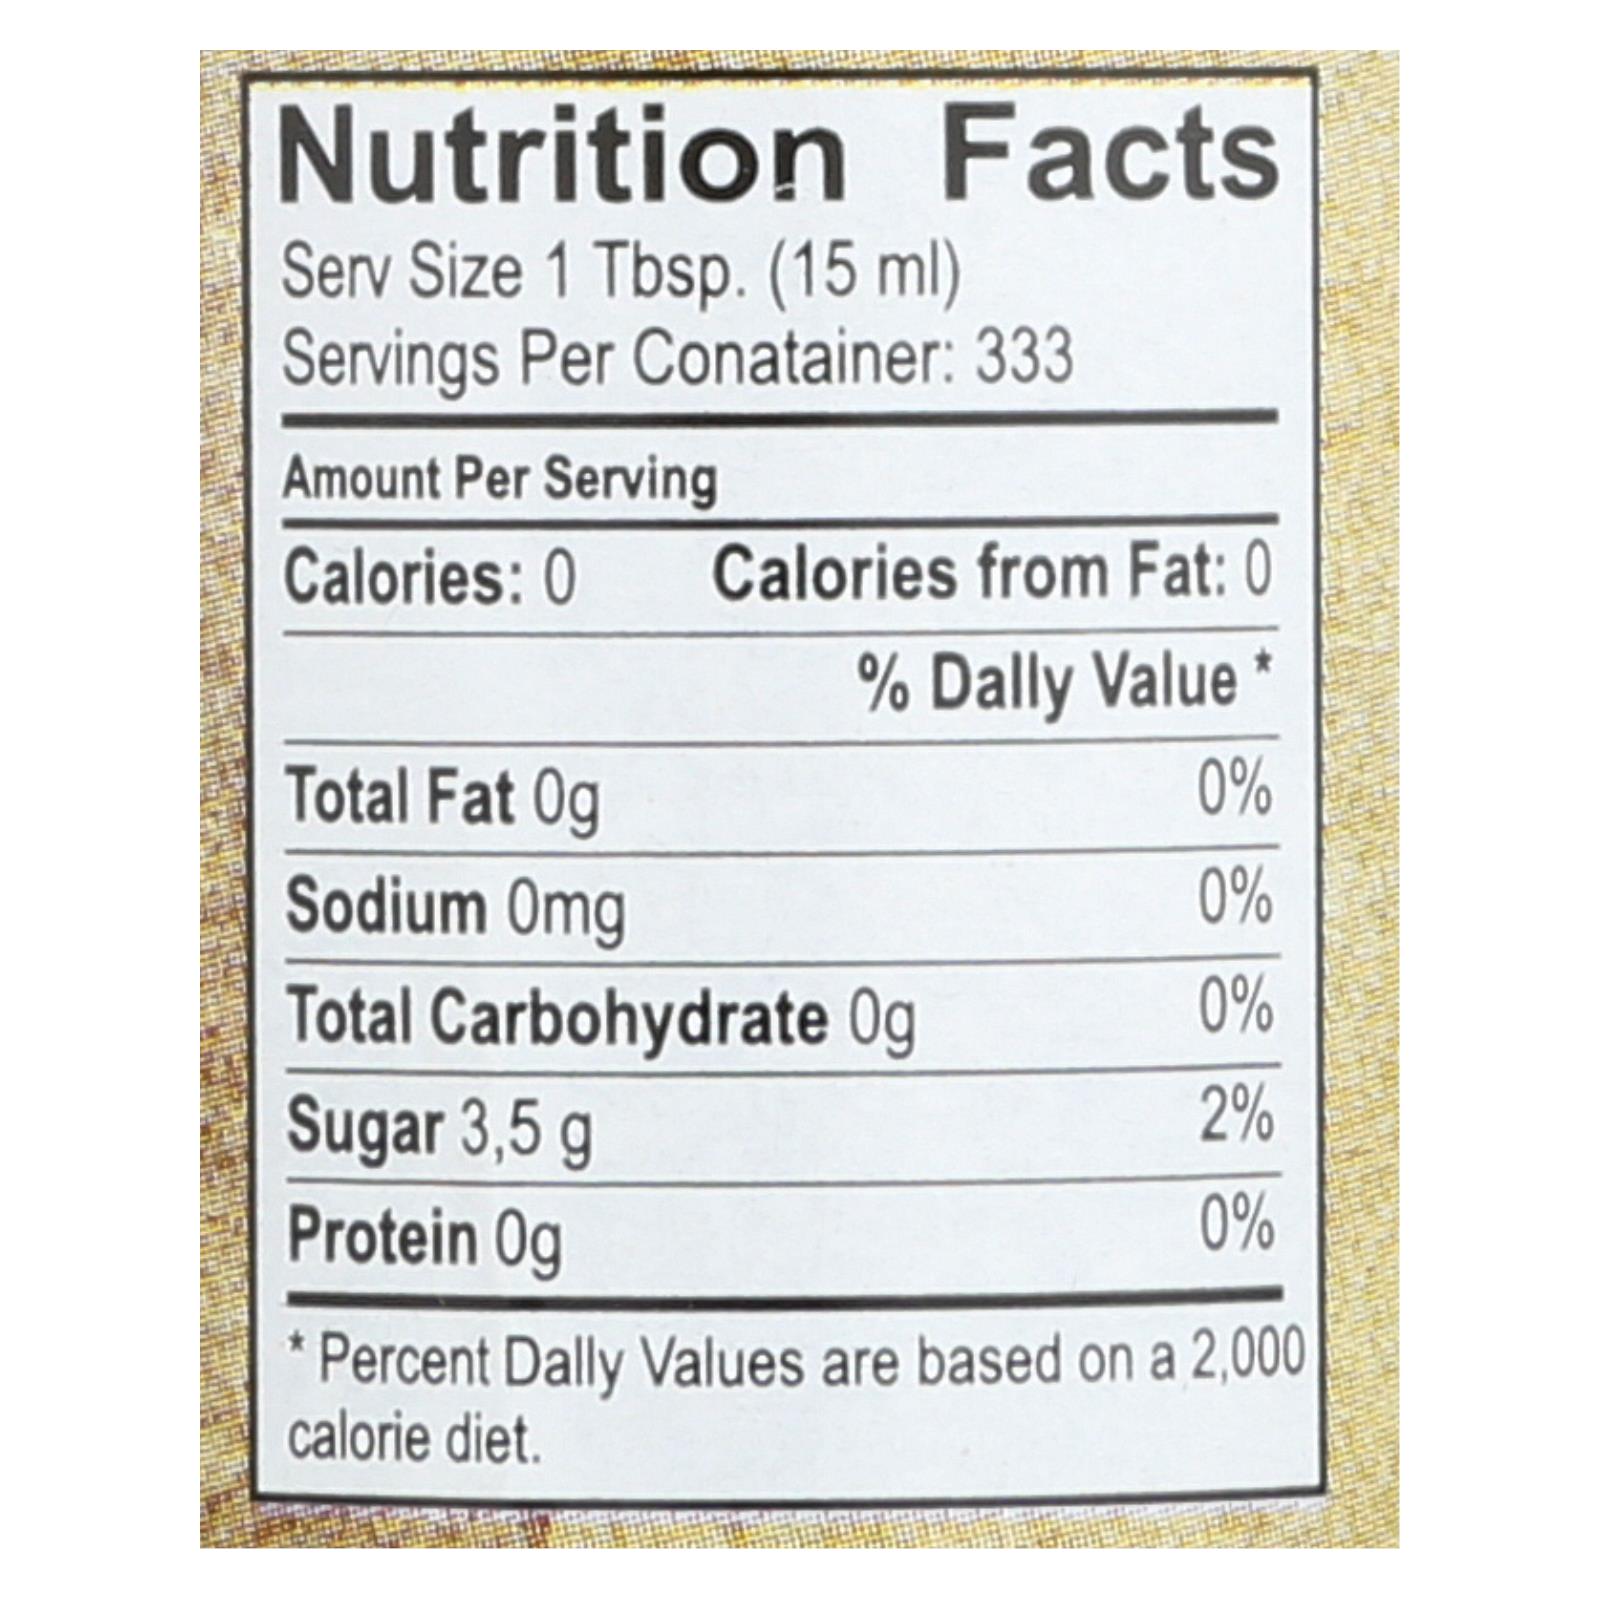 Nutrition Facts
Serv Size 1 Tbsp. (15 ml)
Servings Per Conatainer: 333
Amount Per Serving
Calories: 0 Calories from Fat: 0
% Dally Value *
Total Fat 0g 0%
Sodium 0mg 0%
Total Carbohydrate 0g 0%
Sugar 3,5 g 2%
Protein 0g 0%
* Percent Dally Values are based on a 2,000
calorie diet.